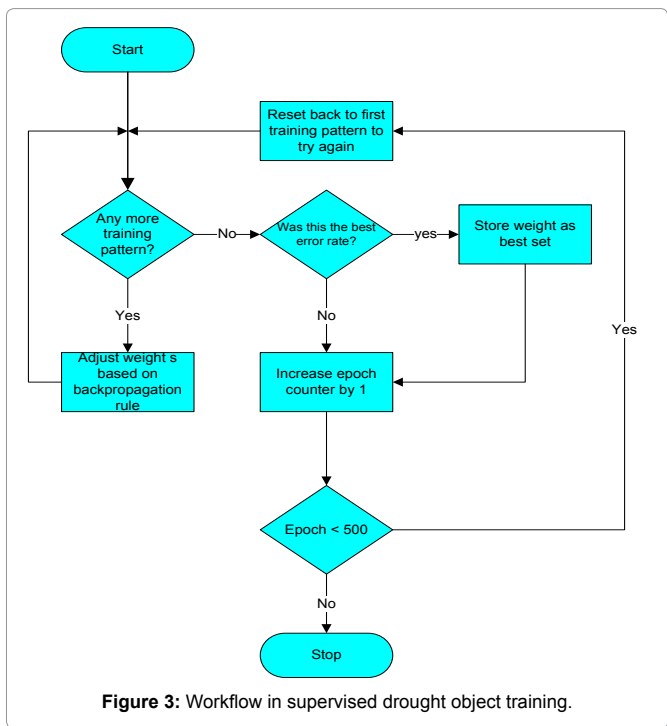 Start
Reset back to first
training pattern to
try again
Any more
training
pattern?
No
Was this the best
error rate?
yes
Store weight as
best set
Yes
No
Yes
Adjust weight s
based on
backpropagation
rule
Increase epoch
counter by 1
Epoch < 500
No
Stop
Figure 3: Workflow in supervised drought object training.